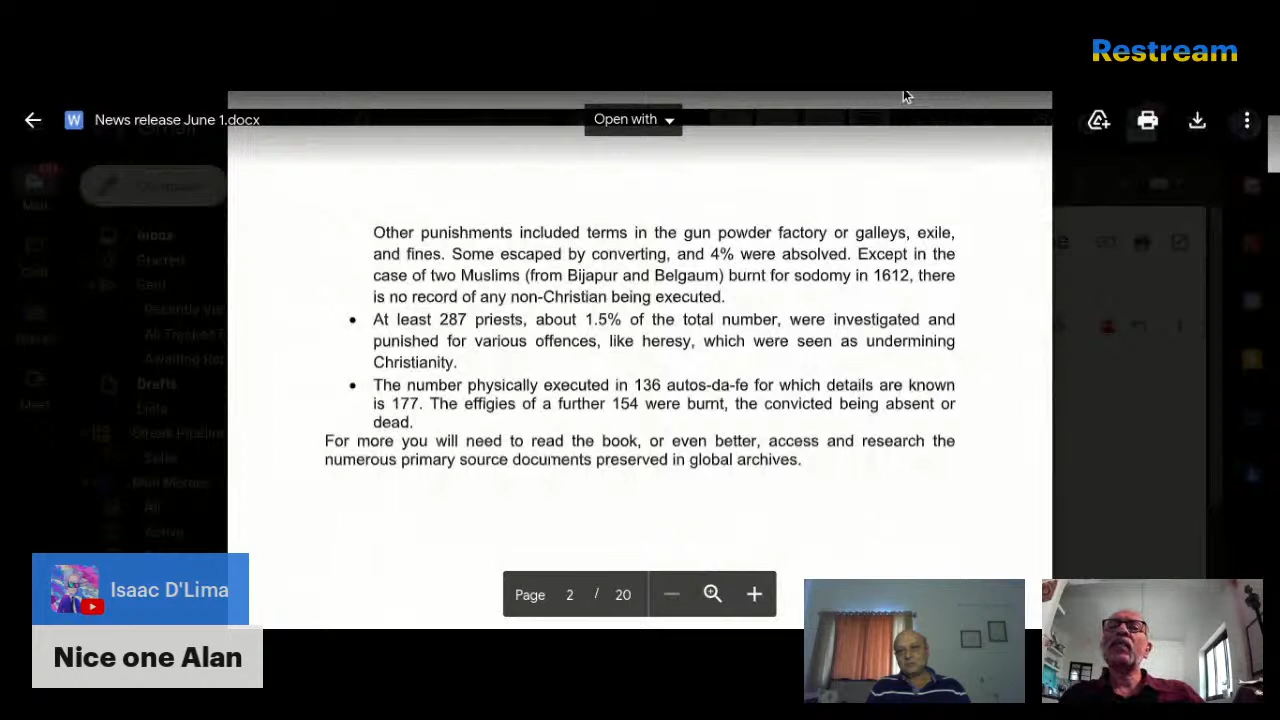 Restream
News release June 1.docx
Open with
Other punishments included terms in the gun powder factory or galleys, exile,
and fines. Some escaped by converting, and 4% were absolved. Except in the
case of two Muslims (from Bijapur and Belgaum) burnt for sodomy in 1612, there
is no record of any non-Christian being executed.
• At least 287 priests, about 1.5% of the total number, were investigated and
punished for various offences, like heresy, which were seen as undermining
Christianity.
• The number physically executed in 136 autos-da-fe for which details are known
is 177. The effigies of a further 154 were burnt, the convicted being absent or
dead.
For more you will need to read the book, or even better, access and research the
numerous primary source documents preserved in global archives.
Inbox
Starred
Sent
Drafts
Page 2 / 20
Isaac D'Lima
Nice one Alan